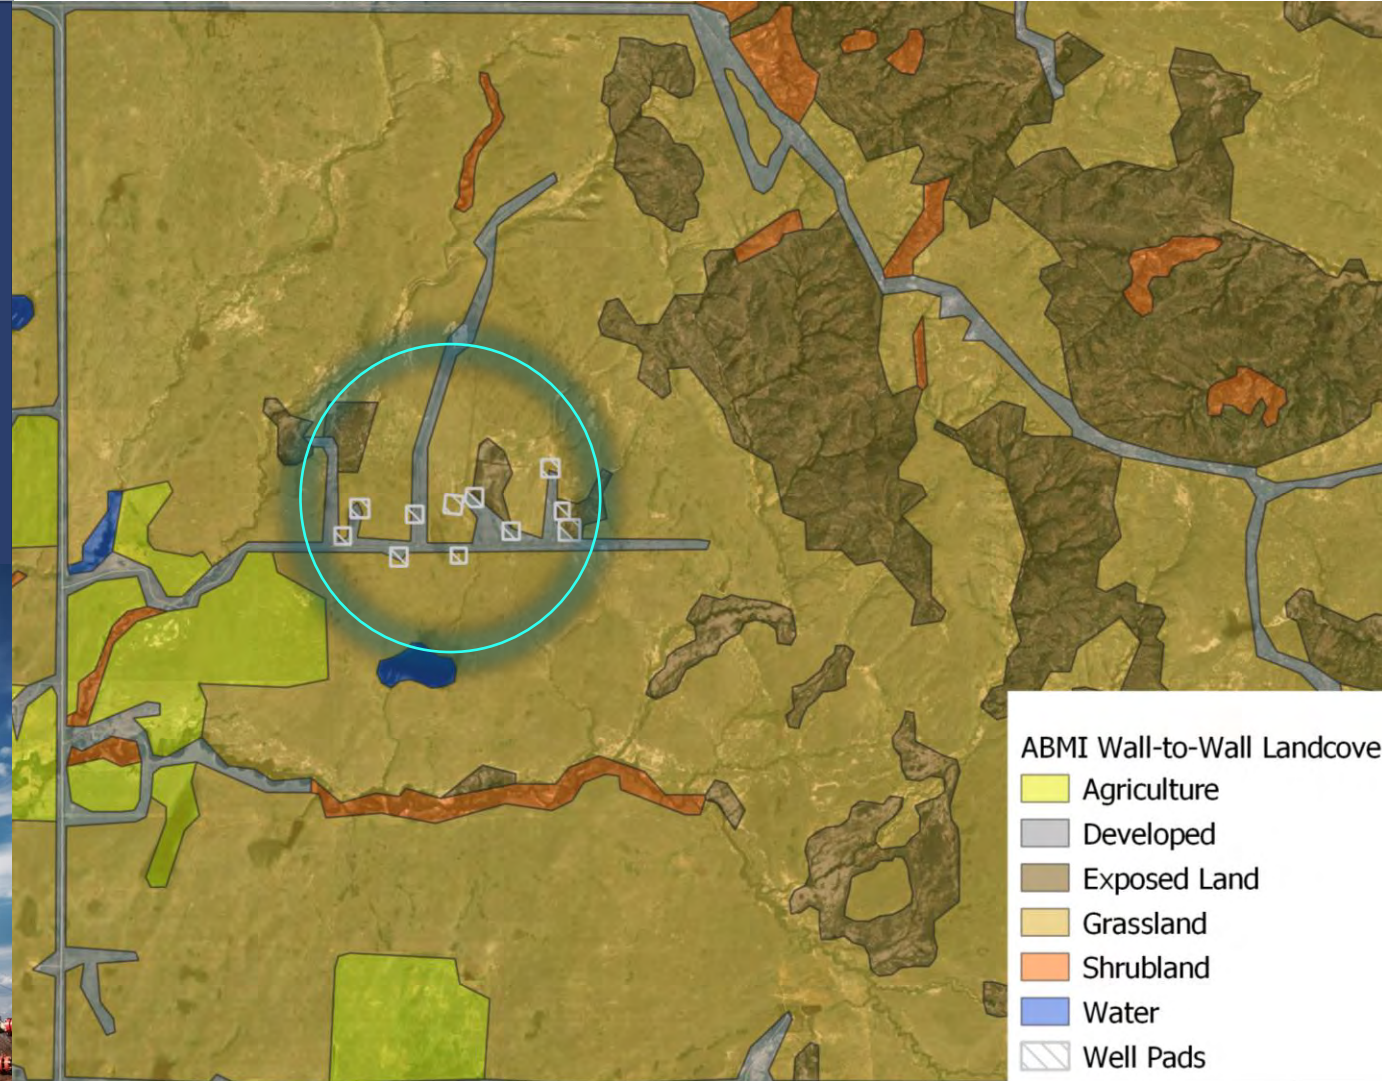 ABMI Wall-to-Wall Landcove
Agriculture
Developed
Exposed Land
Grassland
Shrubland
Water
Well Pads